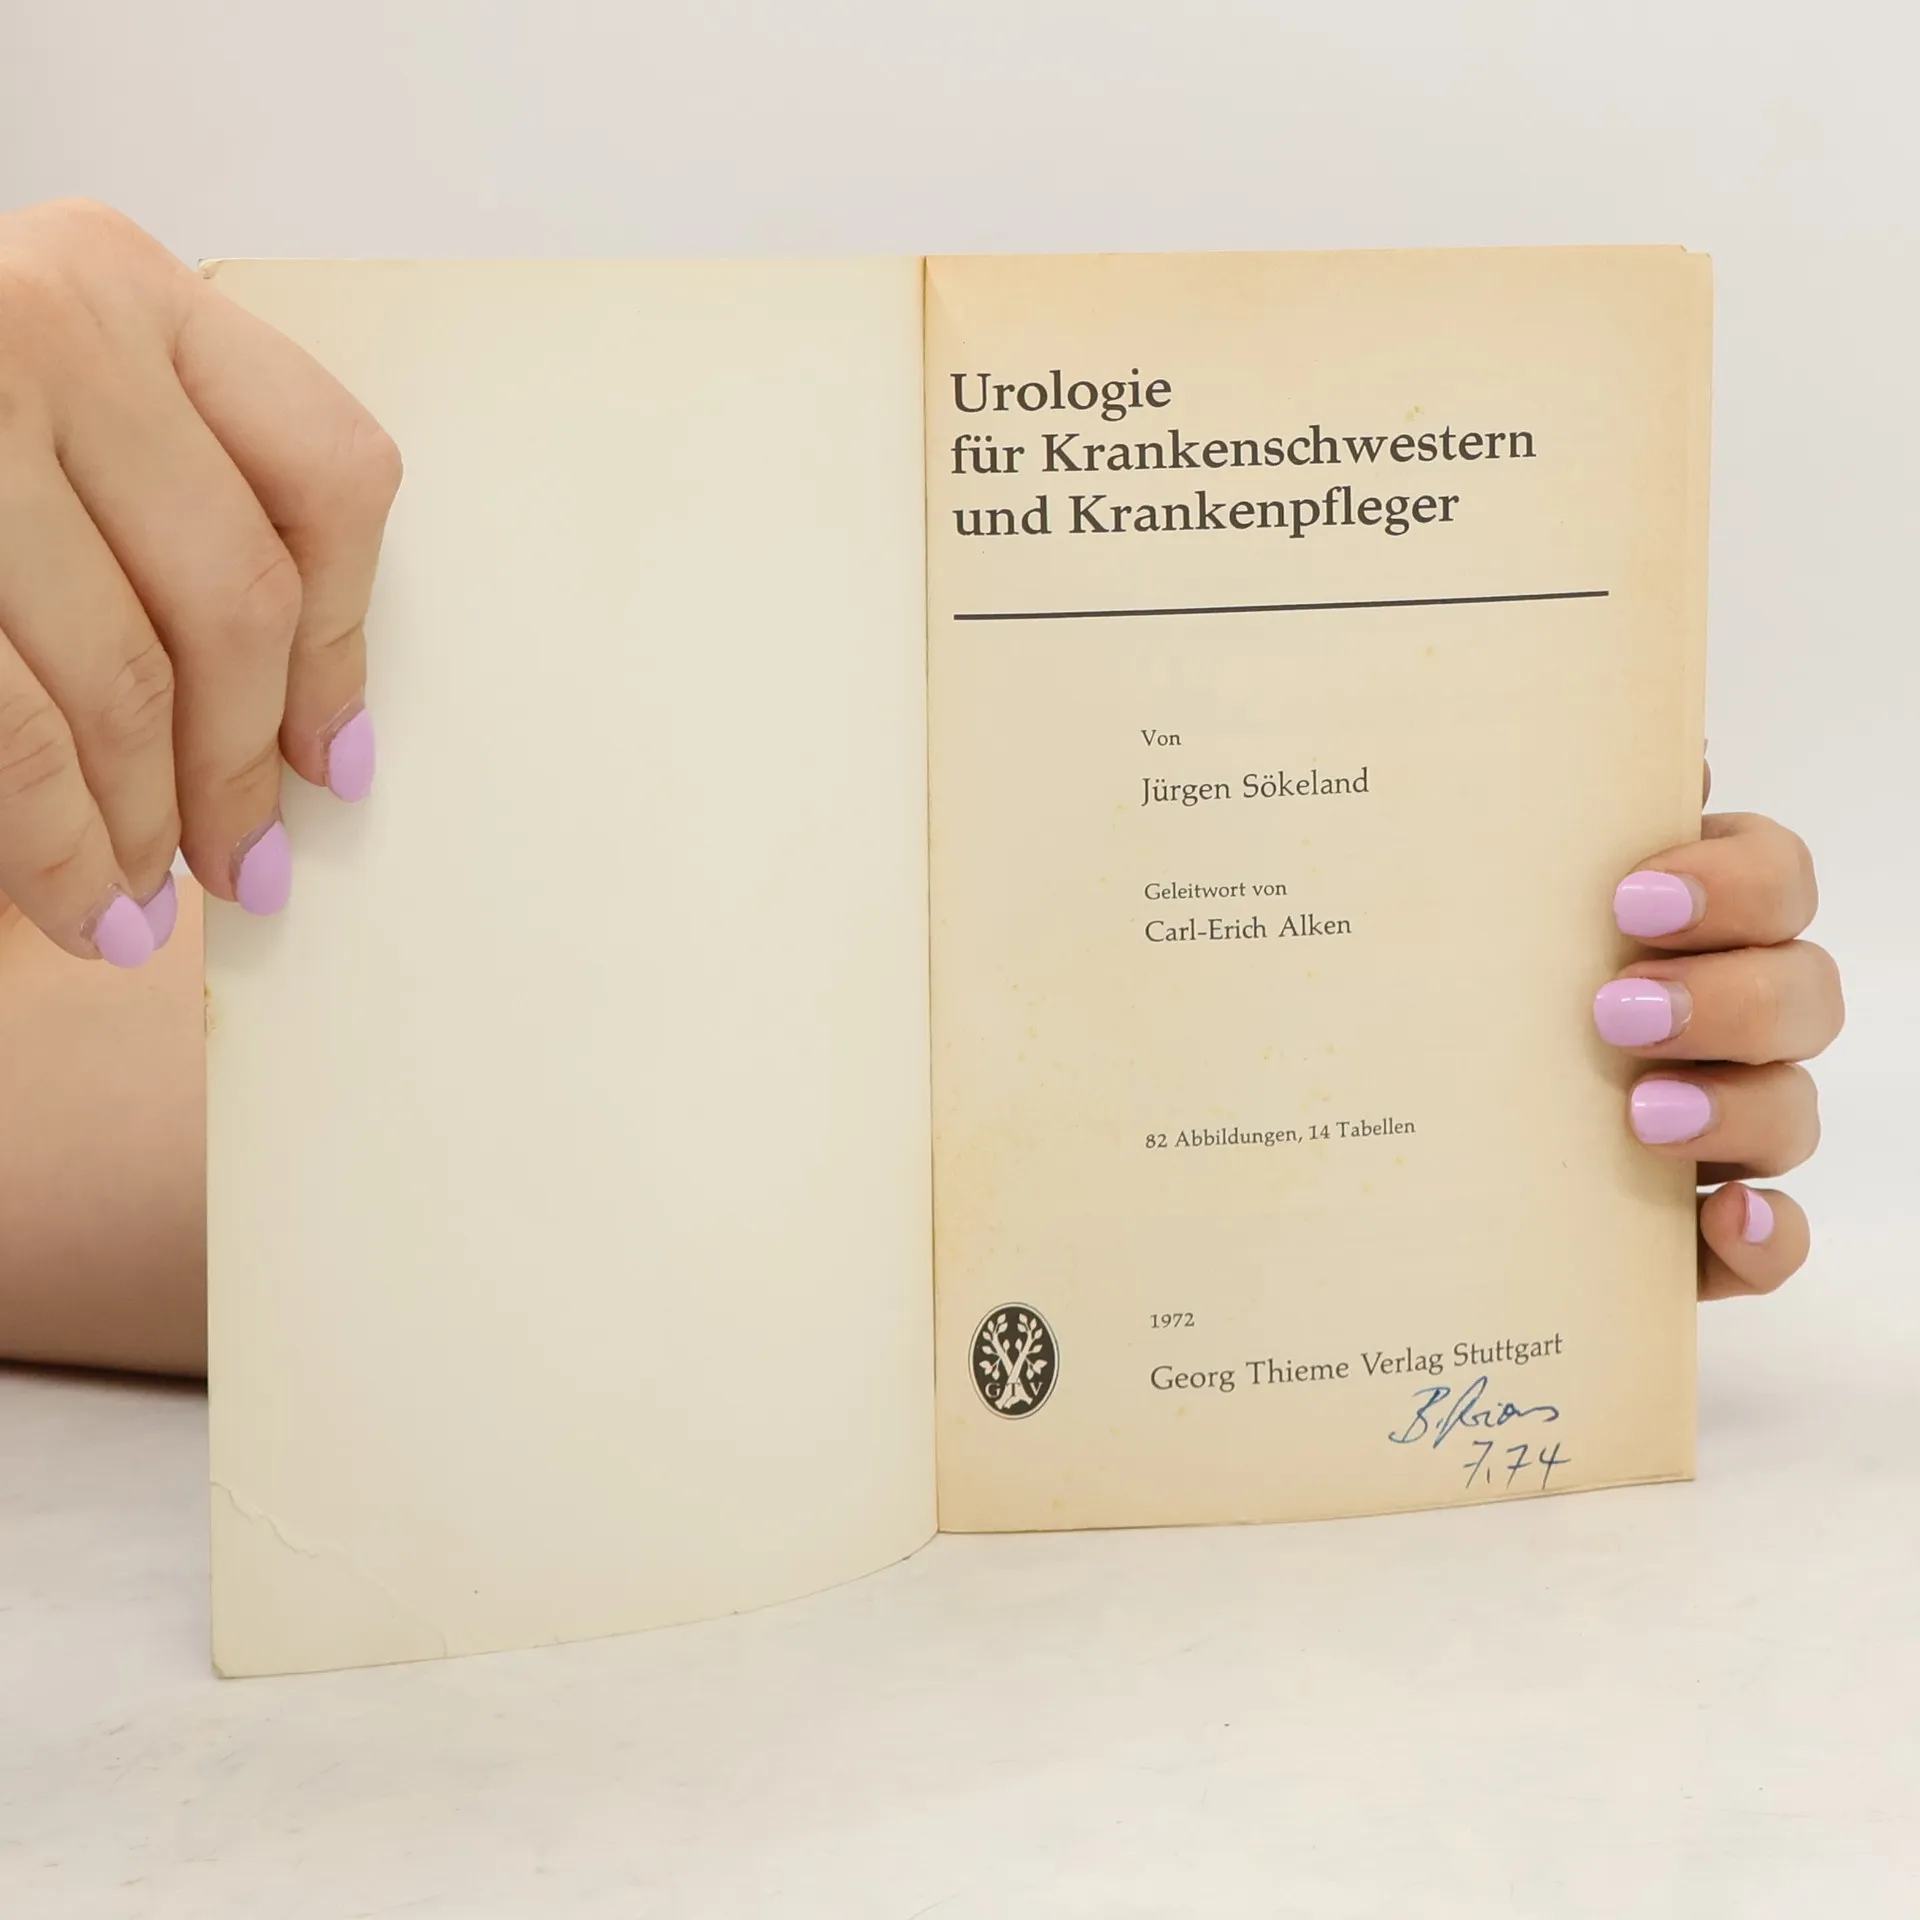 Urologie
für Krankenschwestern
und Krankenpfleger
Von
Jürgen Sökeland
Geleitwort von
Carl-Erich Alken
82 Abbildungen, 14 Tabellen
1972
Georg Thieme Verlag Stuttgart
G T V
7.74